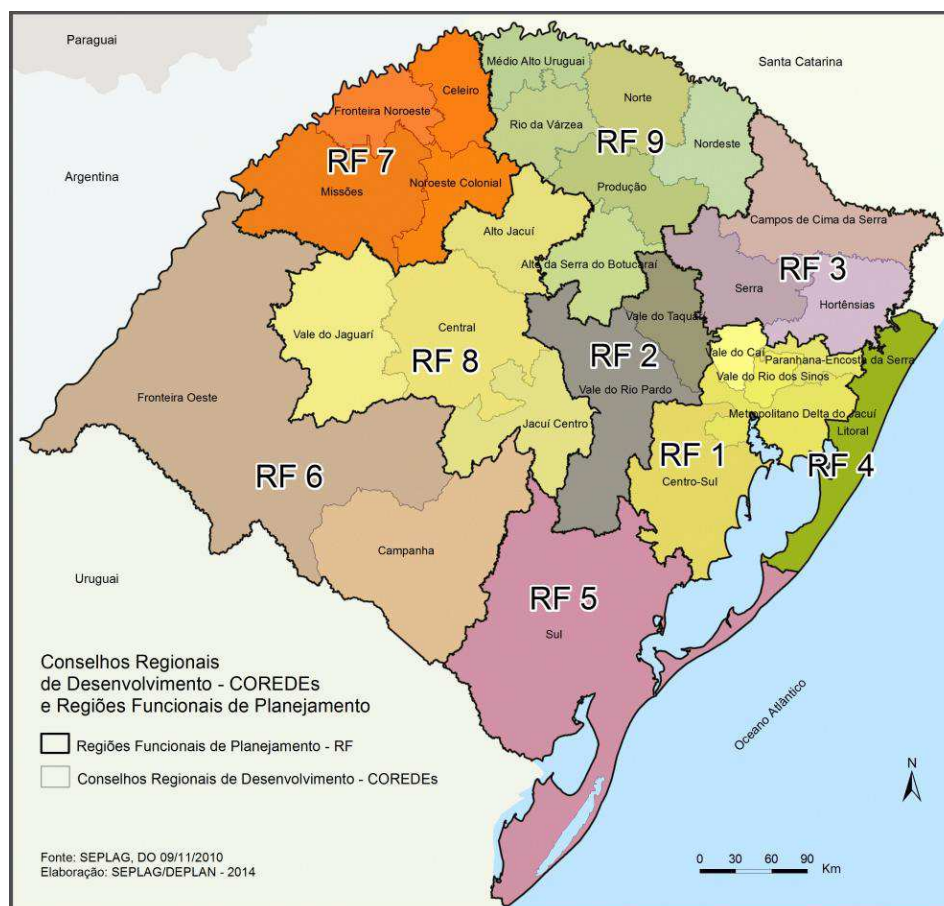 Paraguai
Santa Catarina
Argentina
Médio Alto Uruguai
Celeiro
Norte
Fronteira Noroeste
Rio da Várzea
RF 9
Nordeste
RF 7
Noroeste Colonial
Missões
Produção
Campos de Cima da Serra
Alto Jacuí
Alto da Serra do Botucaraí
RF 3
Serra
Hortênsias
Vale do Taquari
Vale do Jaguarí
Central
RF 8
RF 2
Vale do Caí
Paranhana-Encosta da Serra
Vale do Rio dos Sinos
Fronteira Oeste
Vale do Rio Pardo
Metropolitano Delta do Jacuí
Jacuí Centro
Litoral
RF 6
RF 1
RF 4
Centro-Sul
Campanha
Uruguai
RF 5
Sul
Oceano Atlântico
Conselhos Regionais
de Desenvolvimento - COREDEs
e Regiões Funcionais de Planejamento
Regiões Funcionais de Planejamento - RF
Conselhos Regionais de Desenvolvimento - COREDEs
Fonte: SEPLAG, DO 09/11/2010
Elaboração: SEPLAG/DEPLAN - 2014
N
0 30 60 90
Km